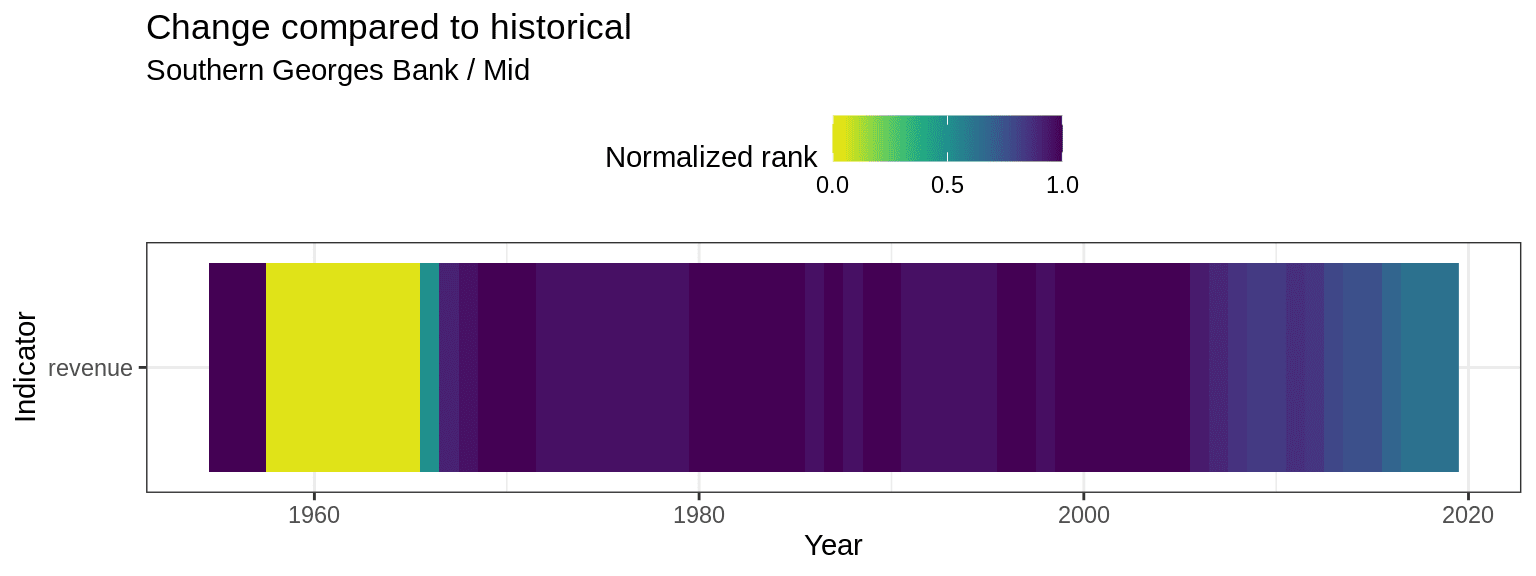 Change compared to historical
Southern Georges Bank / Mid
Normalized rank
0.0 0.5 1.0
Indicator
revenue
1960 1980 2000 2020
Year